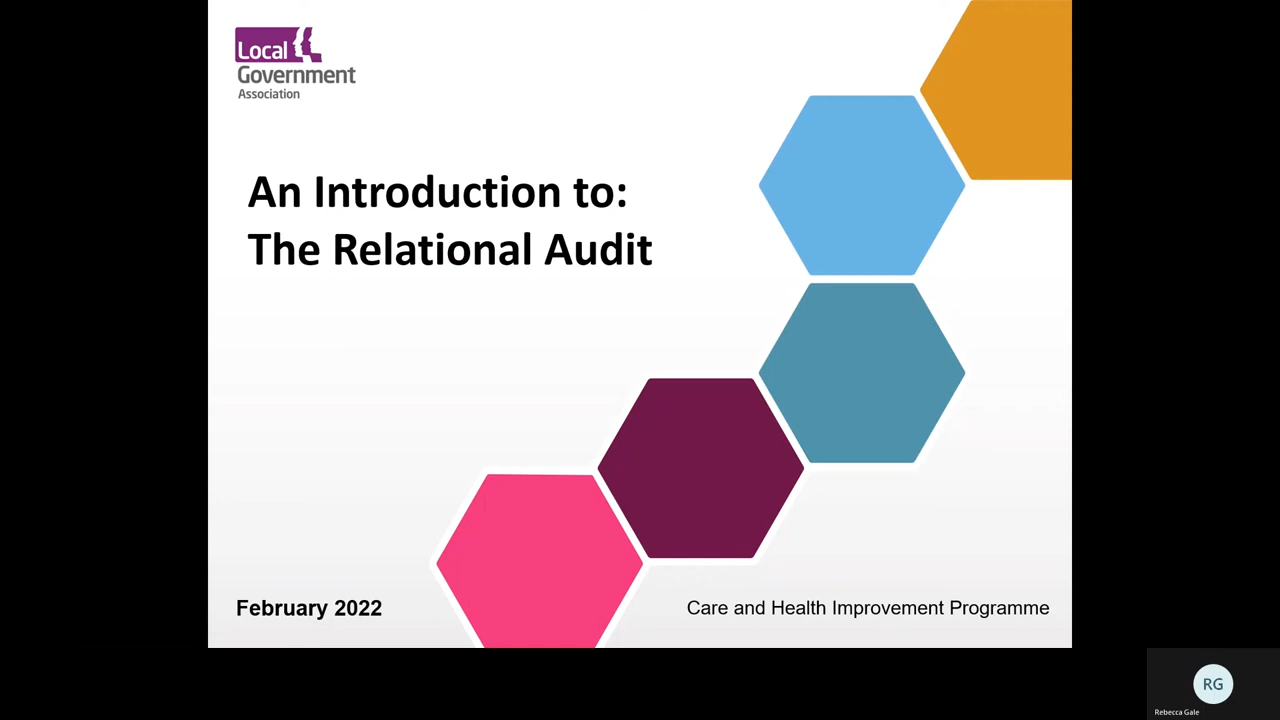 Local
Government
Association
An Introduction to:
The Relational Audit
February 2022
Care and Health Improvement Programme
RG
Rebecca Gale